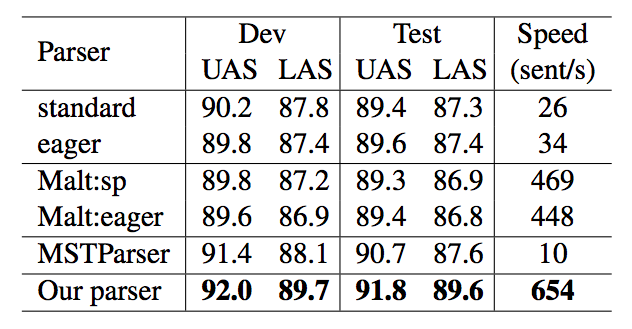 Parser Dev Test Speed
UAS LAS UAS LAS (sent/s)
standard 90.2 87.8 89.4 87.3 26
eager 89.8 87.4 89.6 87.4 34
Malt:sp 89.8 87.2 89.3 86.9 469
Malt:eager 89.6 86.9 89.4 86.8 448
MSTParser 91.4 88.1 90.7 87.6 10
Our parser 92.0 89.7 91.8 89.6 654